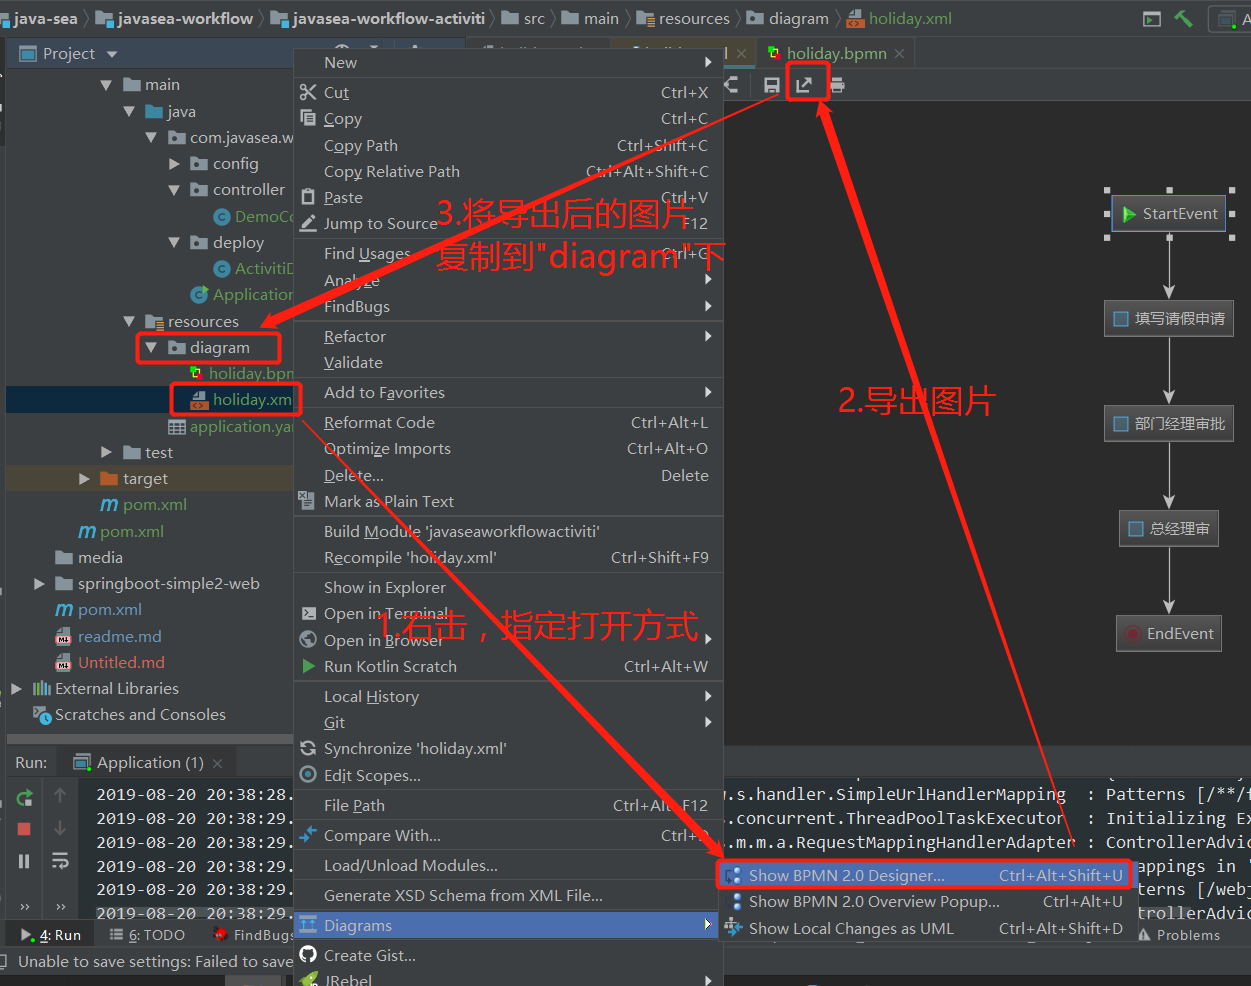 java-sea
javasea-workflow
javasea-workflow-activiti
src
main
resources
diagram
holiday.xml
Project
holiday.bpmn
main
java
com.javasea.w
config
controller
DemoCo
deploy
ActivitiD
Application
resources
diagram
holiday.bpm
holiday.xm
application.ya
test
target
pom.xml
pom.xml
media
springboot-simple2-web
pom.xml
readme.md
Untitled.md
External Libraries
Scratches and Consoles
New
Cut Ctrl+X
Copy Ctrl+C
Copy Path Ctrl+Shift+C
Copy Relative Path Ctrl+Alt+Shift+C
Paste Ctrl+V
Jump to Source F12
Find Usages Ctrl+G
Analyze
FindBugs
Refactor
Validate
Add to Favorites
Reformat Code Ctrl+Alt+L
Optimize Imports Ctrl+Alt+O
Delete... Delete
Mark as Plain Text
Build Module 'javaseaworkflowactiviti'
Recompile 'holiday.xml' Ctrl+Shift+F9
Show in Explorer
Open in Terminal
Open in Browser
Run Kotlin Scratch Ctrl+Alt+W
Local History
Git
Synchronize 'holiday.xml'
Edit Scopes...
File Path Ctrl+Alt+F12
Compare With... Ctrl+D
Load/Unload Modules...
Generate XSD Schema from XML File...
Diagrams
Create Gist...
JRebel
Show BPMN 2.0 Designer... Ctrl+Alt+Shift+U
Show BPMN 2.0 Overview Popup... Ctrl+Alt+U
Show Local Changes as UML Ctrl+Alt+Shift+D
3.将导出后的图片
复制到"diagram"下
2.导出图片
1.右击，指定打开方式
StartEvent
填写请假申请
部门经理审批
总经理审
EndEvent
Run: Application (1)
2019-08-20 20:38:28.
2019-08-20 20:38:29.
2019-08-20 20:38:29.
2019-08-20 20:38:29.
2019-08-20 20:38:29.
2019-08-20 20:38:29.
.s.handler.SimpleUrlHandlerMapping : Patterns [/**/f
.concurrent.ThreadPoolTaskExecutor : Initializing Ex
.m.m.a.RequestMappingHandlerAdapter : ControllerAdvic
appings in '
terns [/webj
trollerAdvic
4: Run
6: TODO
FindBugs
Problems
Unable to save settings: Failed to save